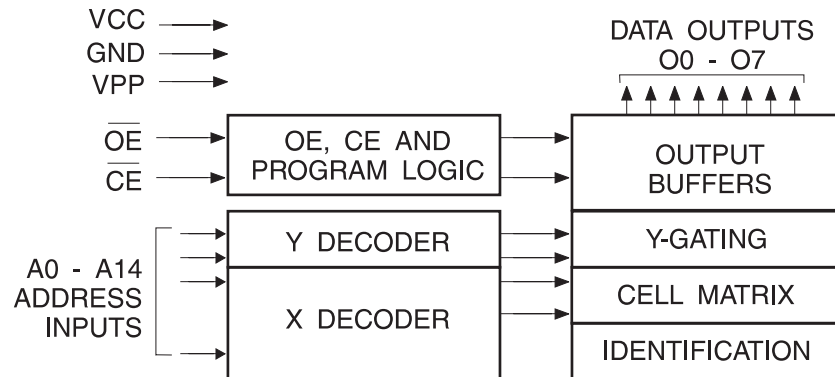 VCC
GND
VPP
OE
CE
A0 - A14
ADDRESS
INPUTS
OE, CE AND
PROGRAM LOGIC
Y DECODER
X DECODER
DATA OUTPUTS
O0 - O7
OUTPUT
BUFFERS
Y-GATING
CELL MATRIX
IDENTIFICATION